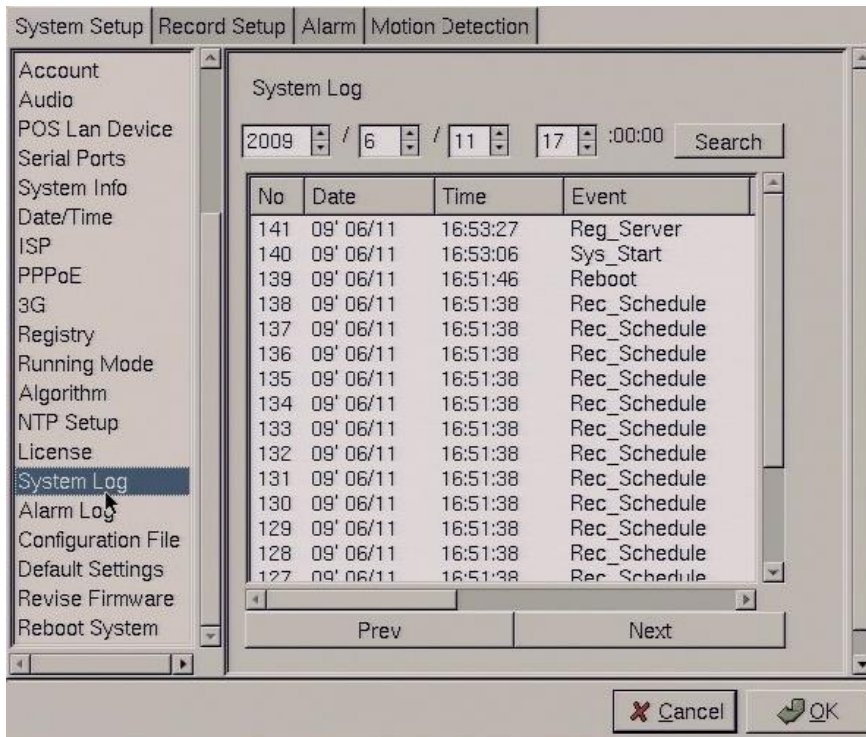 System Setup Record Setup Alarm Motion Detection
Account
Audio
POS Lan Device
Serial Ports
System Info
Date/Time
ISP
PPPoE
3G
Registry
Running Mode
Algorithm
NTP Setup
License
System Log
Alarm Log
Configuration File
Default Settings
Revise Firmware
Reboot System
System Log
2009 / 6 / 11 17 :00:00 Search
No Date Time Event
141 09' 06/11 16:53:27 Reg_Server
140 09' 06/11 16:53:06 Sys_Start
139 09' 06/11 16:51:46 Reboot
138 09' 06/11 16:51:38 Rec_Schedule
137 09' 06/11 16:51:38 Rec_Schedule
136 09' 06/11 16:51:38 Rec_Schedule
135 09' 06/11 16:51:38 Rec_Schedule
134 09' 06/11 16:51:38 Rec_Schedule
133 09' 06/11 16:51:38 Rec_Schedule
132 09' 06/11 16:51:38 Rec_Schedule
131 09' 06/11 16:51:38 Rec_Schedule
130 09' 06/11 16:51:38 Rec_Schedule
129 09' 06/11 16:51:38 Rec_Schedule
128 09' 06/11 16:51:38 Rec_Schedule
127 09' 06/11 16:51:38 Rec_Schedule
Prev Next
Cancel OK